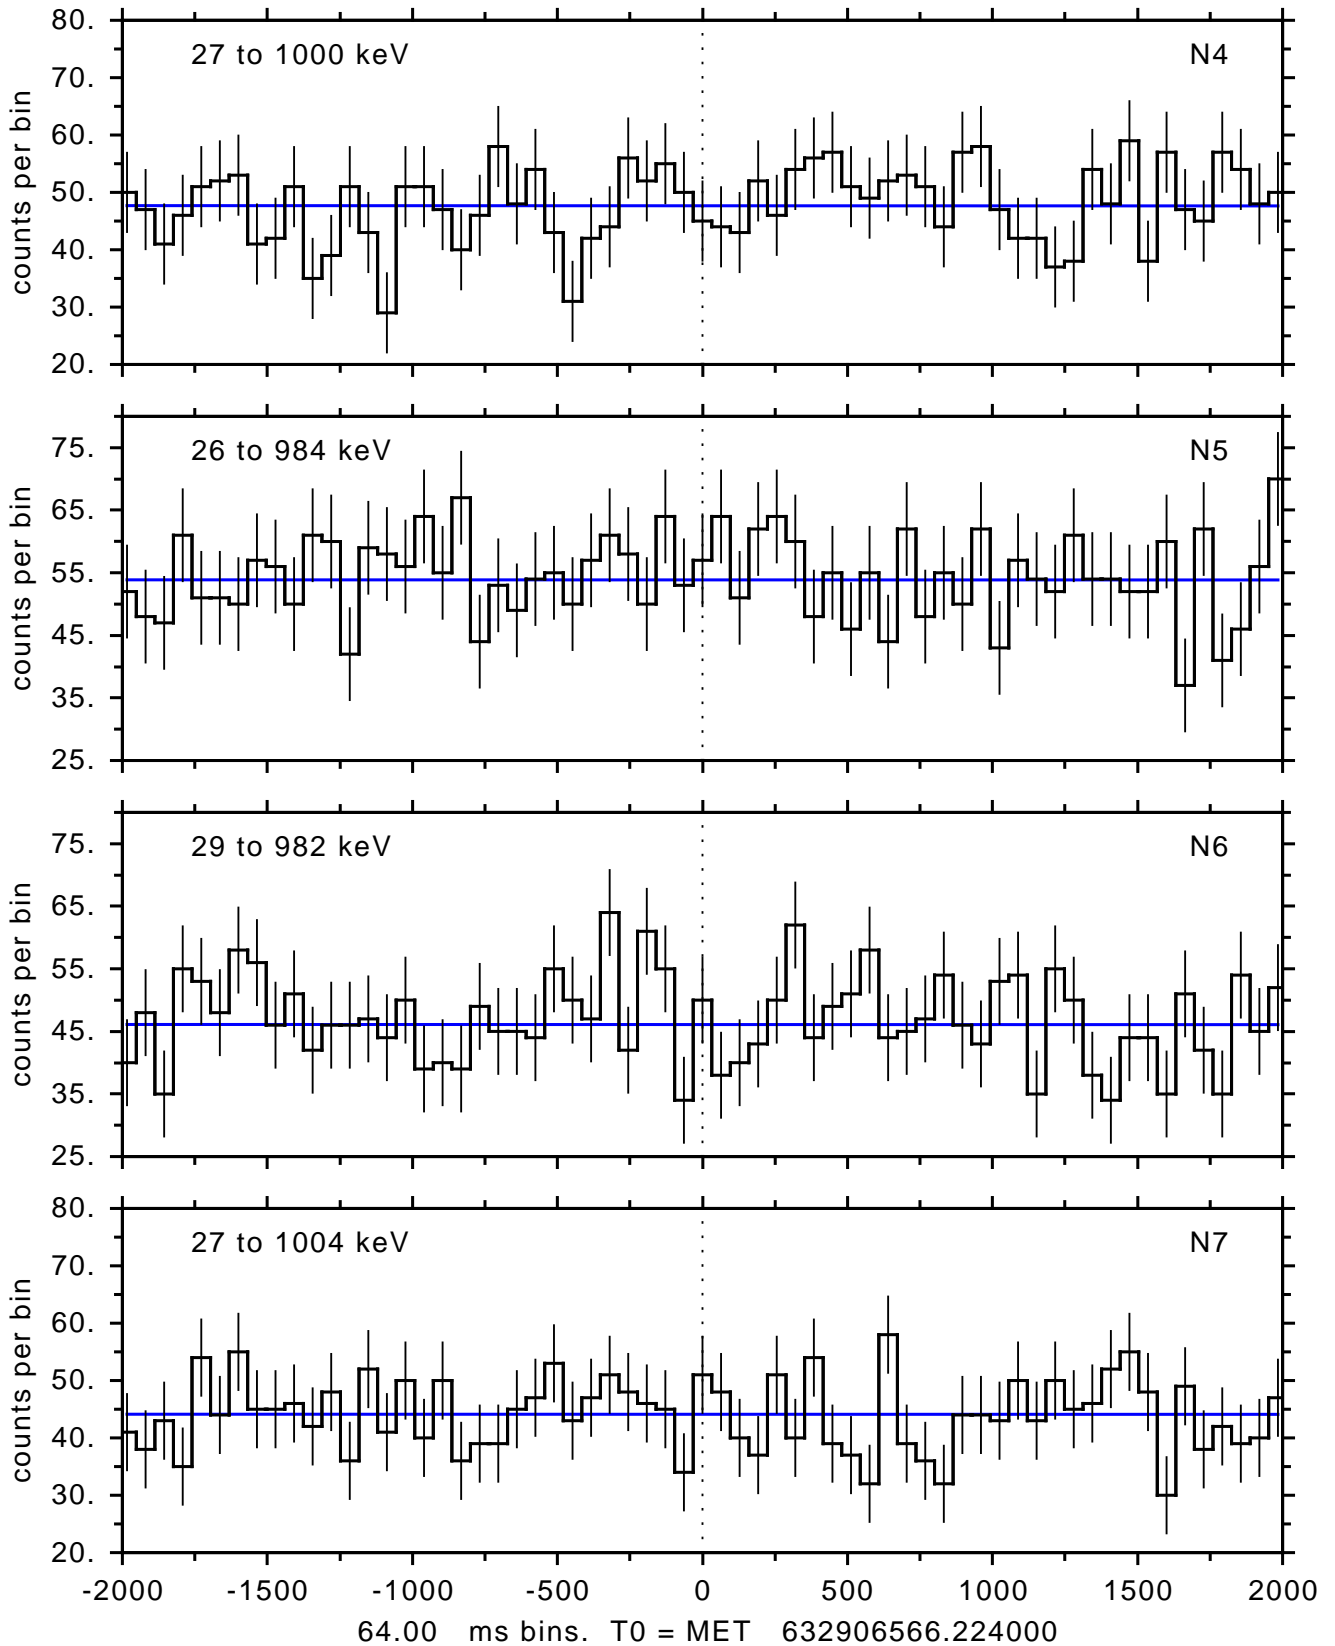 80.
27 to 1000 keV N4
70.
60.
50.
40.
30.
20.
counts per bin
75.
26 to 984 keV N5
65.
55.
45.
35.
25.
counts per bin
75.
29 to 982 keV N6
65.
55.
45.
35.
25.
counts per bin
80.
27 to 1004 keV N7
70.
60.
50.
40.
30.
20.
counts per bin
-2000 -1500 -1000 -500 0 500 1000 1500 2000
64.00 ms bins. T0 = MET 632906566.224000